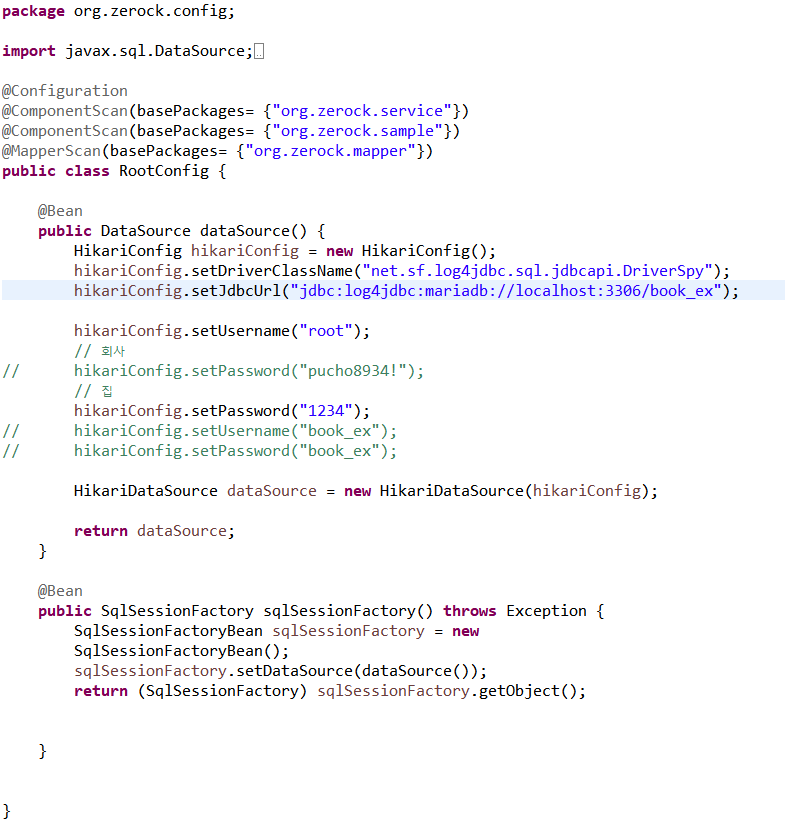 package org.zerock.config;
import javax.sql.DataSource;
@Configuration
@ComponentScan(basePackages= {"org.zerock.service"})
@ComponentScan(basePackages= {"org.zerock.sample"})
@MapperScan(basePackages= {"org.zerock.mapper"})
public class RootConfig {
@Bean
public DataSource dataSource() {
HikariConfig hikariConfig = new HikariConfig();
hikariConfig.setDriverClassName("net.sf.log4jdbc.sql.jdbcapi.DriverSpy");
hikariConfig.setJdbcUrl("jdbc:log4jdbc:mariadb://localhost:3306/book_ex");
hikariConfig.setUsername("root");
// 회사
// hikariConfig.setPassword("pucho8934!");
// 집
hikariConfig.setPassword("1234");
// hikariConfig.setUsername("book_ex");
// hikariConfig.setPassword("book_ex");
HikariDataSource dataSource = new HikariDataSource(hikariConfig);
return dataSource;
}
@Bean
public SqlSessionFactory sqlSessionFactory() throws Exception {
SqlSessionFactoryBean sqlSessionFactory = new
SqlSessionFactoryBean();
sqlSessionFactory.setDataSource(dataSource());
return (SqlSessionFactory) sqlSessionFactory.getObject();
}
}